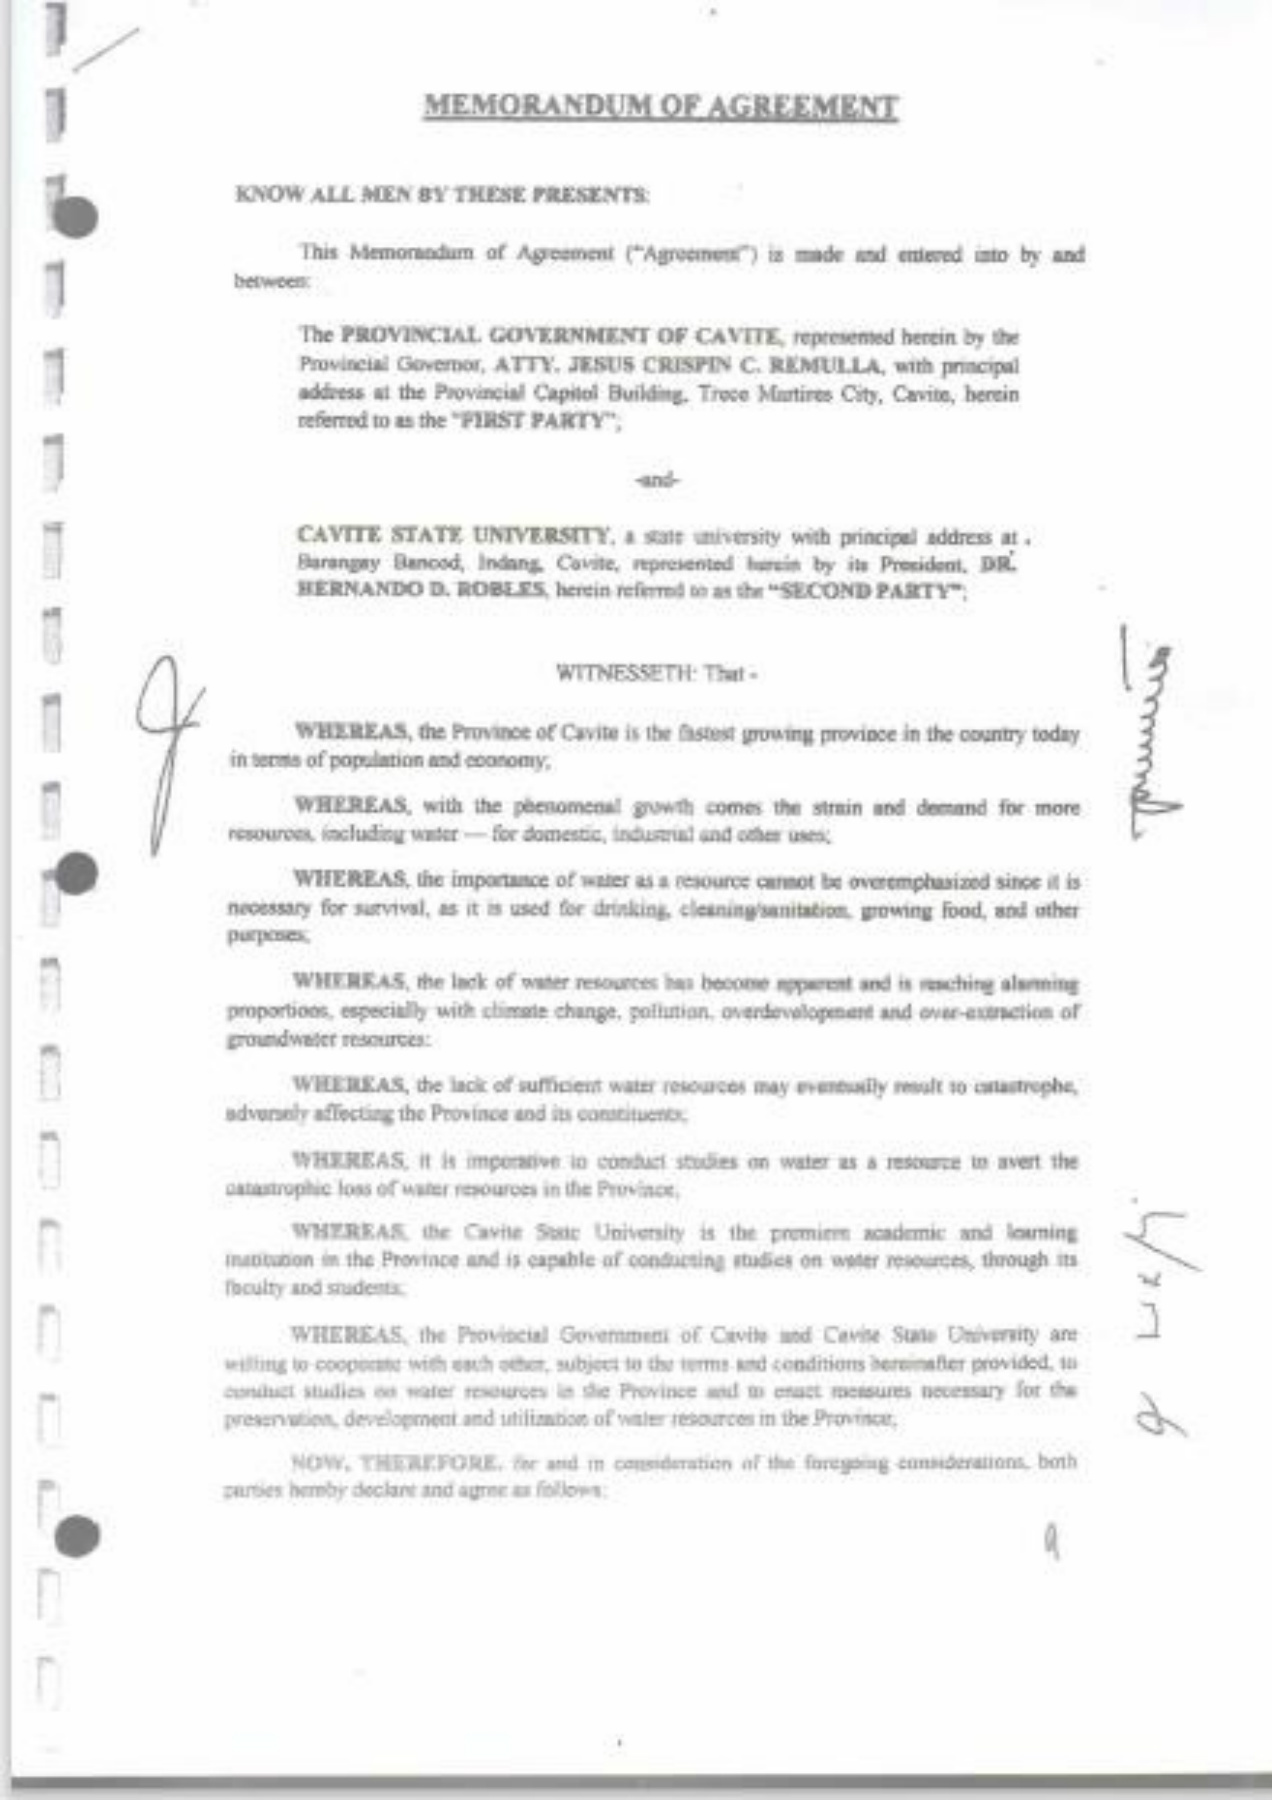 MEMORANDUM OF AGREEMENT
KNOW ALL MEN BY THESE PRESENTS:
This Memorandum of Agreement ("Agreement") is made and entered into by and
between:
The PROVINCIAL GOVERNMENT OF CAVITE, represented herein by the
Provincial Governor, ATTY. JESUS CRISPIN C. REMULLA, with principal
address at the Provincial Capitol Building, Trece Martires City, Cavite, herein
referred to as the "FIRST PARTY";
-and-
CAVITE STATE UNIVERSITY, a state university with principal address at
Barangay Bancod, Indang, Cavite, represented herein by its President, DR.
HERNANDO D. ROBLES, herein referred to as the "SECOND PARTY";
WITNESSETH: That -
WHEREAS, the Province of Cavite is the fastest growing province in the country today
in terms of population and economy;
WHEREAS, with the phenomenal growth comes the strain and demand for more
resources, including water — for domestic, industrial and other uses;
WHEREAS, the importance of water as a resource cannot be overemphasized since it is
necessary for survival, as it is used for drinking, cleaning/sanitation, growing food, and other
purposes;
WHEREAS, the lack of water resources has become apparent and is reaching alarming
proportions, especially with climate change, pollution, overdevelopment and over-extraction of
groundwater resources;
WHEREAS, the lack of sufficient water resources may eventually result to catastrophe,
adversely affecting the Province and its constituents;
WHEREAS, it is imperative to conduct studies on water as a resource to avert the
catastrophic loss of water resources in the Province;
WHEREAS, the Cavite State University is the premiere academic and learning
institution in the Province and is capable of conducting studies on water resources, through its
faculty and students;
WHEREAS, the Provincial Government of Cavite and Cavite State University are
willing to cooperate with each other, subject to the terms and conditions hereinafter provided, to
conduct studies on water resources in the Province and to enact measures necessary for the
preservation, development and utilization of water resources in the Province;
NOW, THEREFORE, for and in consideration of the foregoing considerations, both
parties hereby declare and agree as follows: